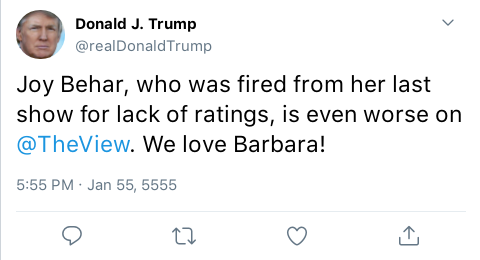 Donald J. Trump
@realDonaldTrump
Joy Behar, who was fired from her last
show for lack of ratings, is even worse on
@TheView. We love Barbara!
5:55 PM · Jan 55, 5555